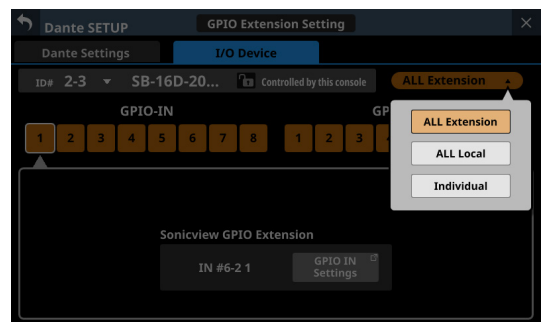 Dante SETUP
GPIO Extension Setting
Dante Settings
I/O Device
ID# 2-3
SB-16D-20...
Controlled by this console
ALL Extension
GPIO-IN
GP
1 2 3 4 5 6 7 8
1 2 3
ALL Extension
ALL Local
Individual
Sonicview GPIO Extension
IN #6-2 1
GPIO IN
Settings